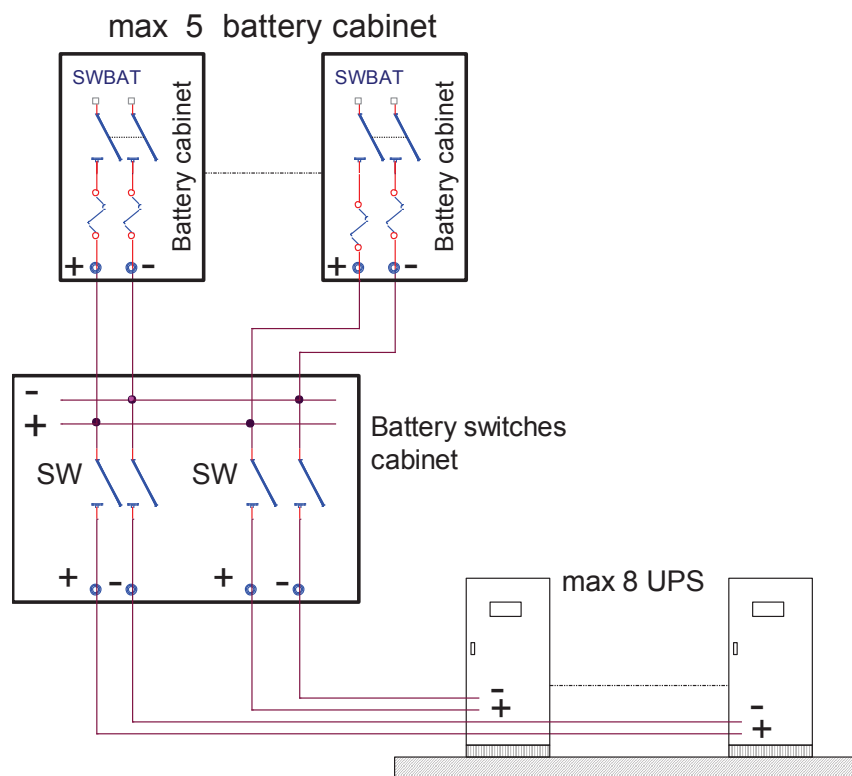 max 5 battery cabinet
SWBAT
Battery cabinet
+ -
SWBAT
Battery cabinet
+ -
-
+
Battery switches
cabinet
SW
SW
+ -
+ -
max 8 UPS
-
+
-
+